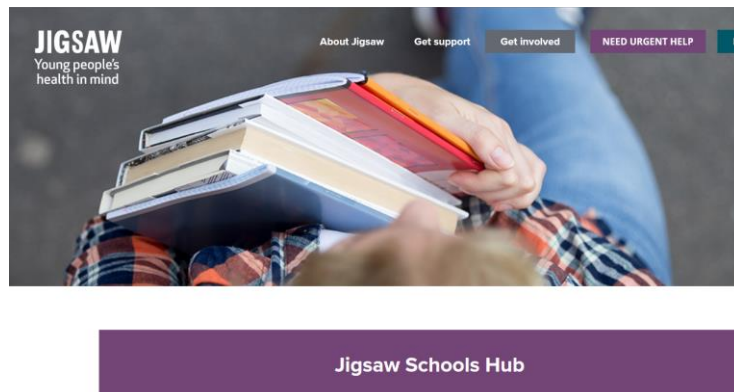 JIGSAW
Young people's
health in mind
About Jigsaw Get support Get involved NEED URGENT HELP
Jigsaw Schools Hub